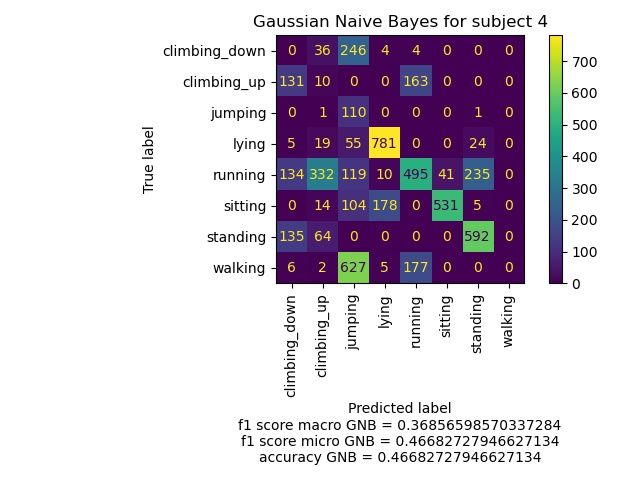 Gaussian Naive Bayes for subject 4
True label
climbing_down 0 36 246 4 4 0 0 0
climbing_up 131 10 0 0 163 0 0 0
jumping 0 1 110 0 0 0 1 0
lying 5 19 55 781 0 0 24 0
running 134 332 119 10 495 41 235 0
sitting 0 14 104 178 0 531 5 0
standing 135 64 0 0 0 0 592 0
walking 6 2 627 5 177 0 0 0
climbing_down climbing_up jumping lying running sitting standing walking
700
600
500
400
300
200
100
0
Predicted label
f1 score macro GNB = 0.36856598570337284
f1 score micro GNB = 0.46682727946627134
accuracy GNB = 0.46682727946627134